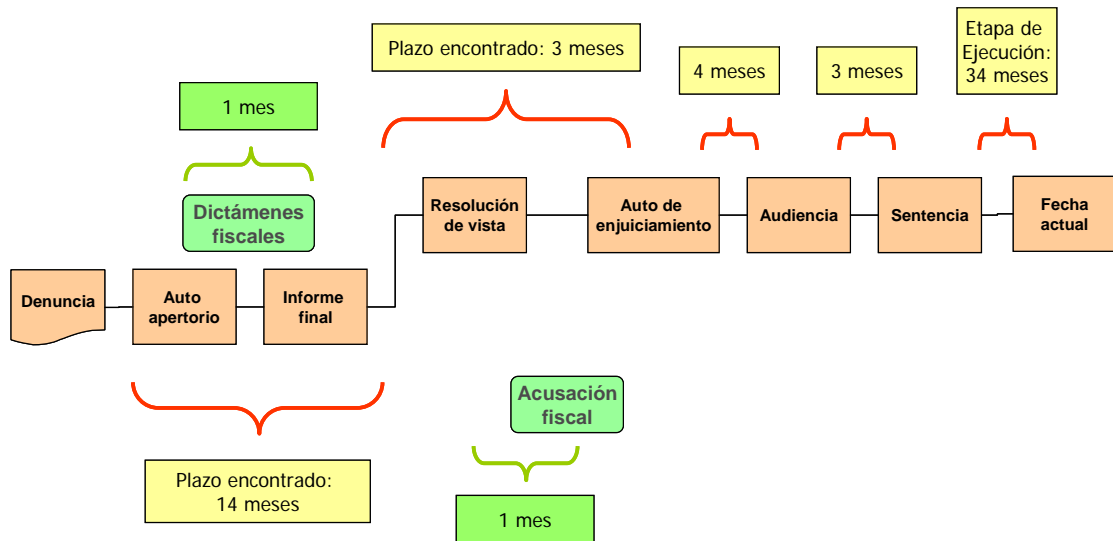 Plazo encontrado: 3 meses
4 meses
3 meses
Etapa de
Ejecución:
34 meses
1 mes
Dictámenes
fiscales
Resolución
de vista
Auto de
enjuiciamiento
Audiencia
Sentencia
Fecha
actual
Denuncia
Auto
apertorio
Informe
final
Acusación
fiscal
Plazo encontrado:
14 meses
1 mes